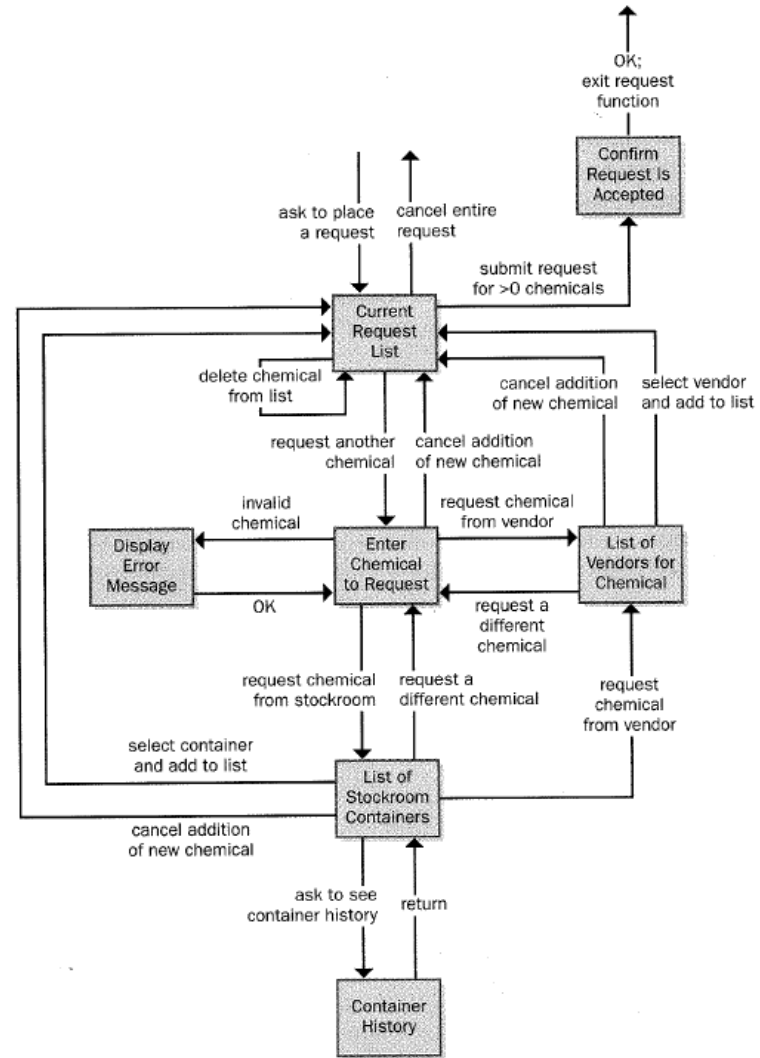 OK;
exit request
function
Confirm
Request Is
Accepted
ask to place
a request
cancel entire
request
submit request
for >0 chemicals
Current
Request
List
delete chemical
from list
cancel addition
of new chemical
select vendor
and add to list
request another
chemical
cancel addition
of new chemical
invalid
chemical
request chemical
from vendor
Display
Error
Message
Enter
Chemical
to Request
List of
Vendors for
Chemical
OK
request a
different
chemical
request chemical
from stockroom
request a
different chemical
request
chemical
from vendor
select container
and add to list
List of
Stockroom
Containers
cancel addition
of new chemical
ask to see
container history
return
Container
History